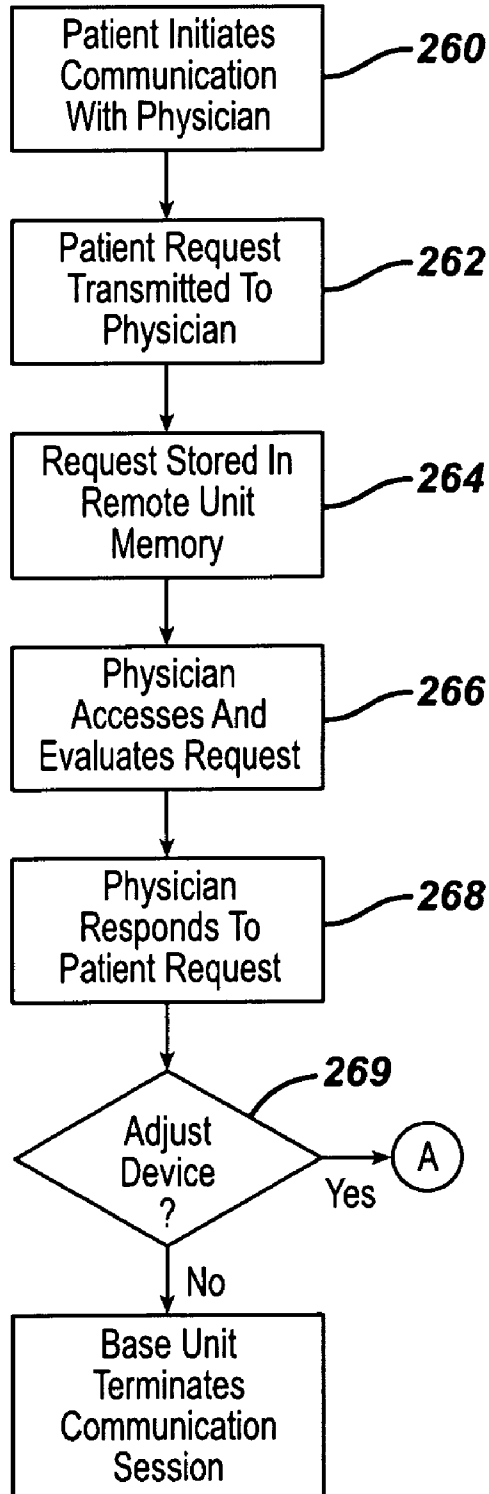 Patient Initiates
Communication
With Physician
260
Patient Request
Transmitted To
Physician
262
Request Stored In
Remote Unit
Memory
264
Physician
Accesses And
Evaluates Request
266
Physician
Responds To
Patient Request
268
269
Adjust
Device
?
Yes
A
No
Base Unit
Terminates
Communication
Session